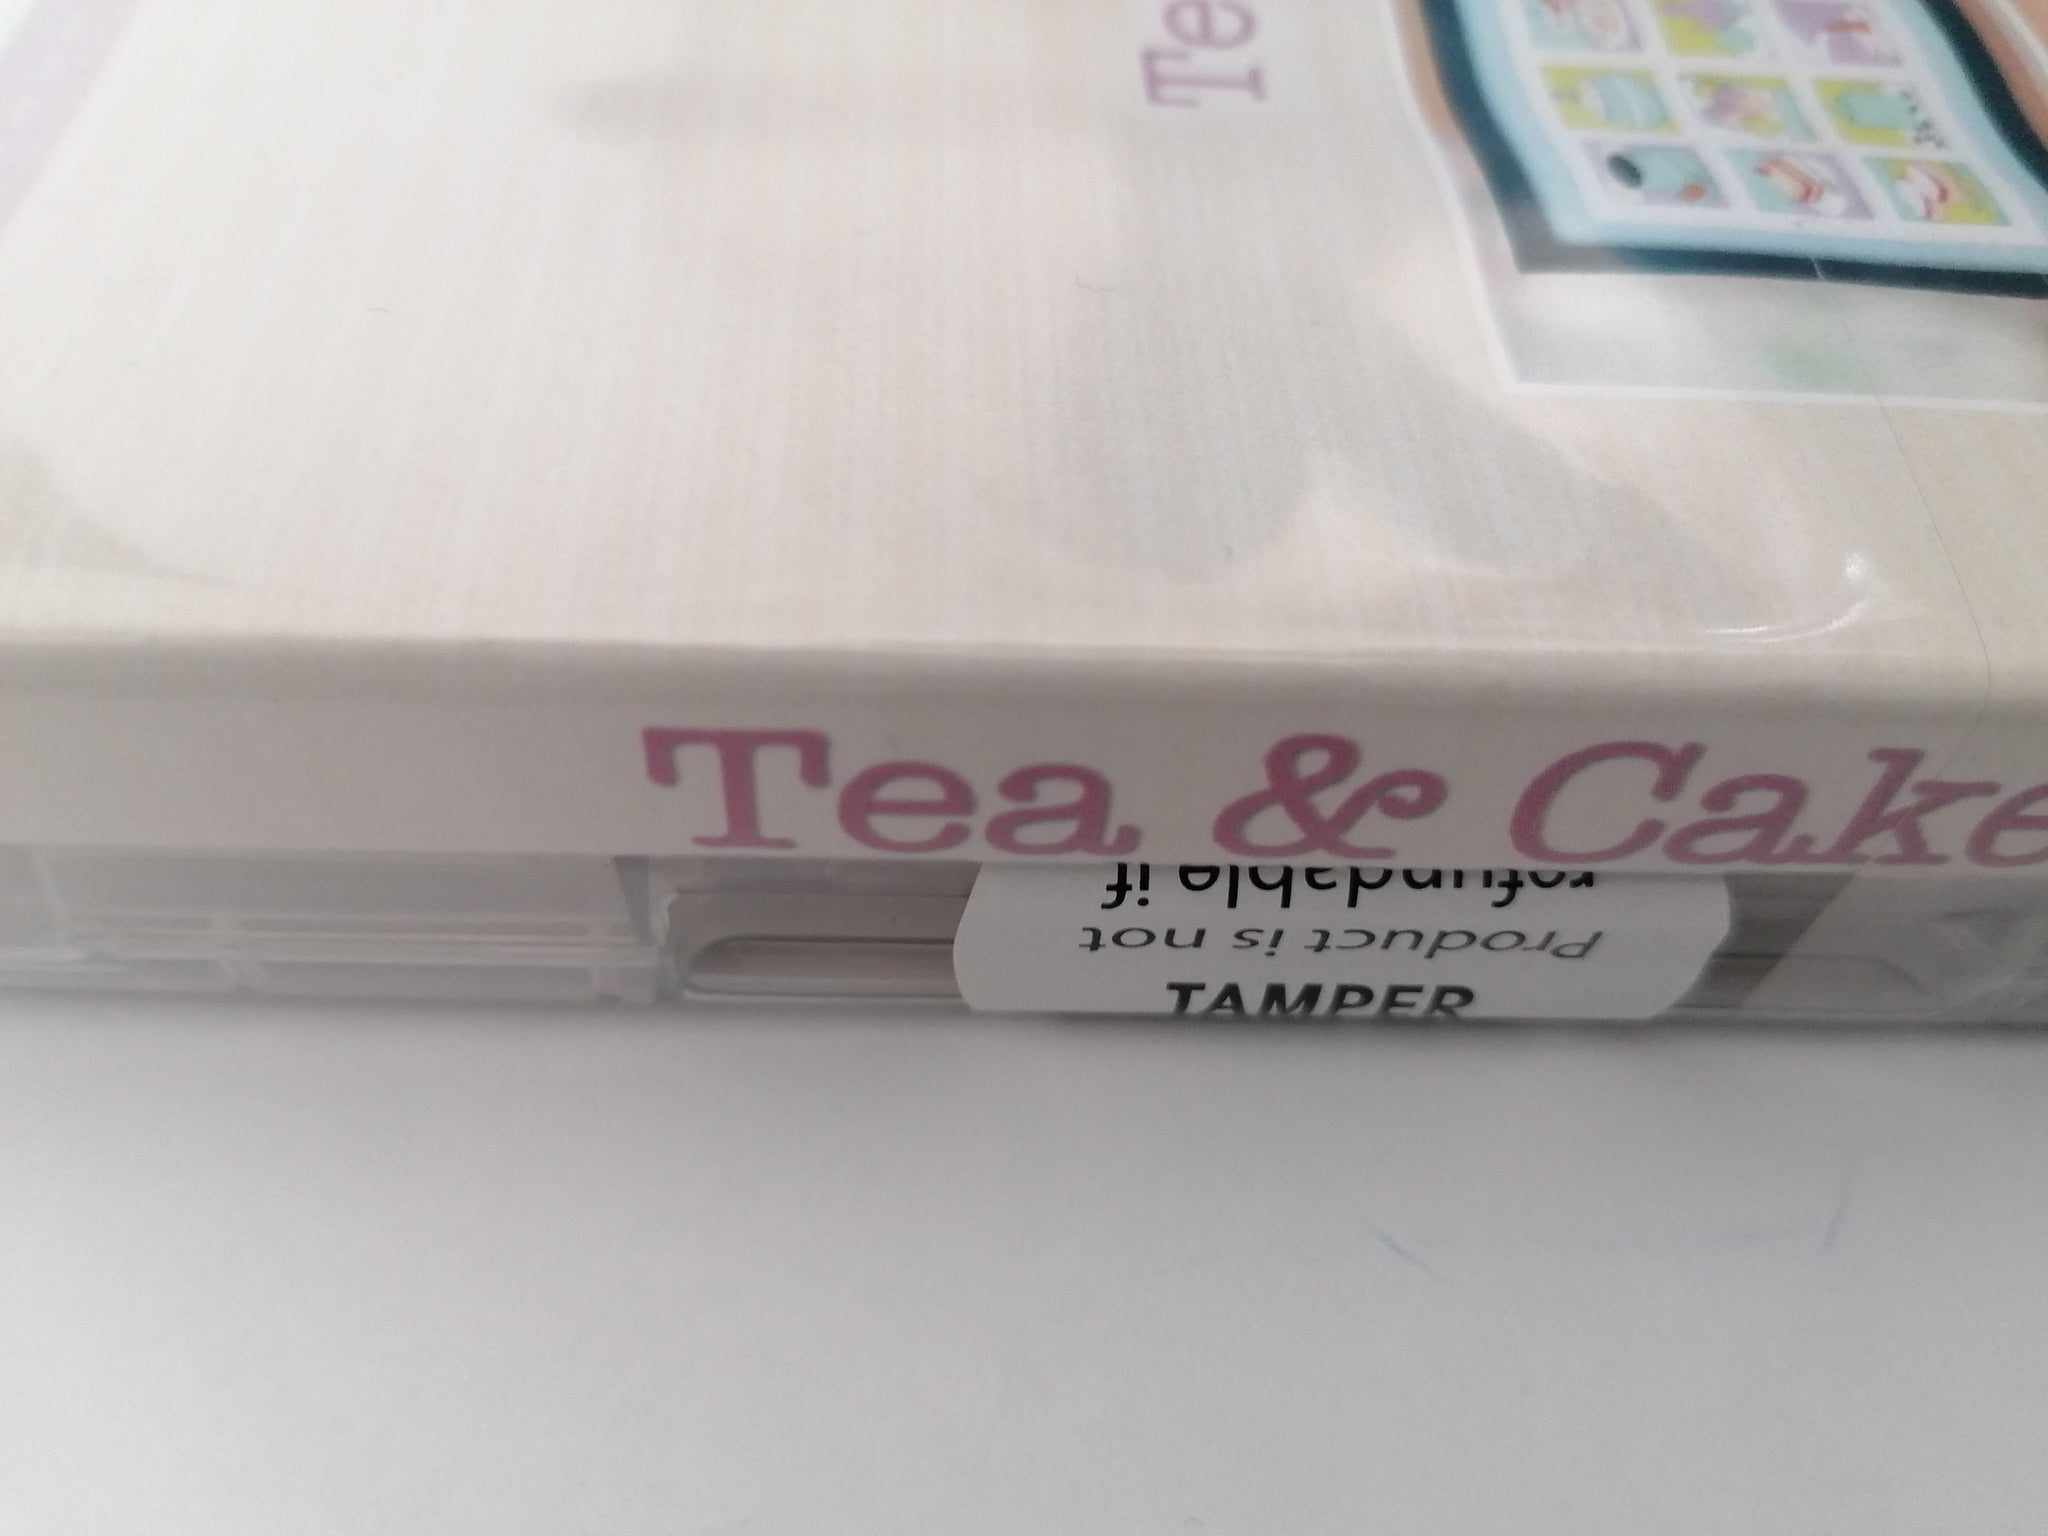 Te
Tea & Cake
TAMPER
Product is not
refundable if